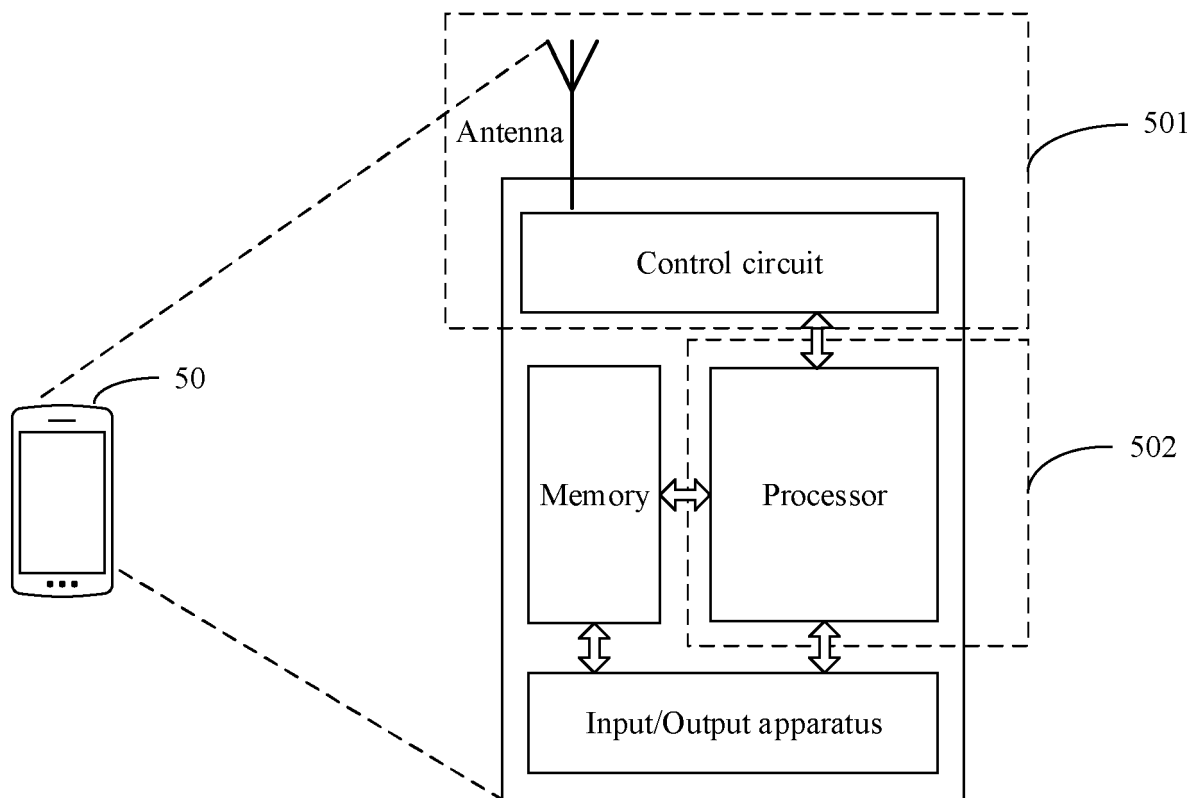 Antenna
501
Control circuit
50
502
Memory
Processor
Input/Output apparatus